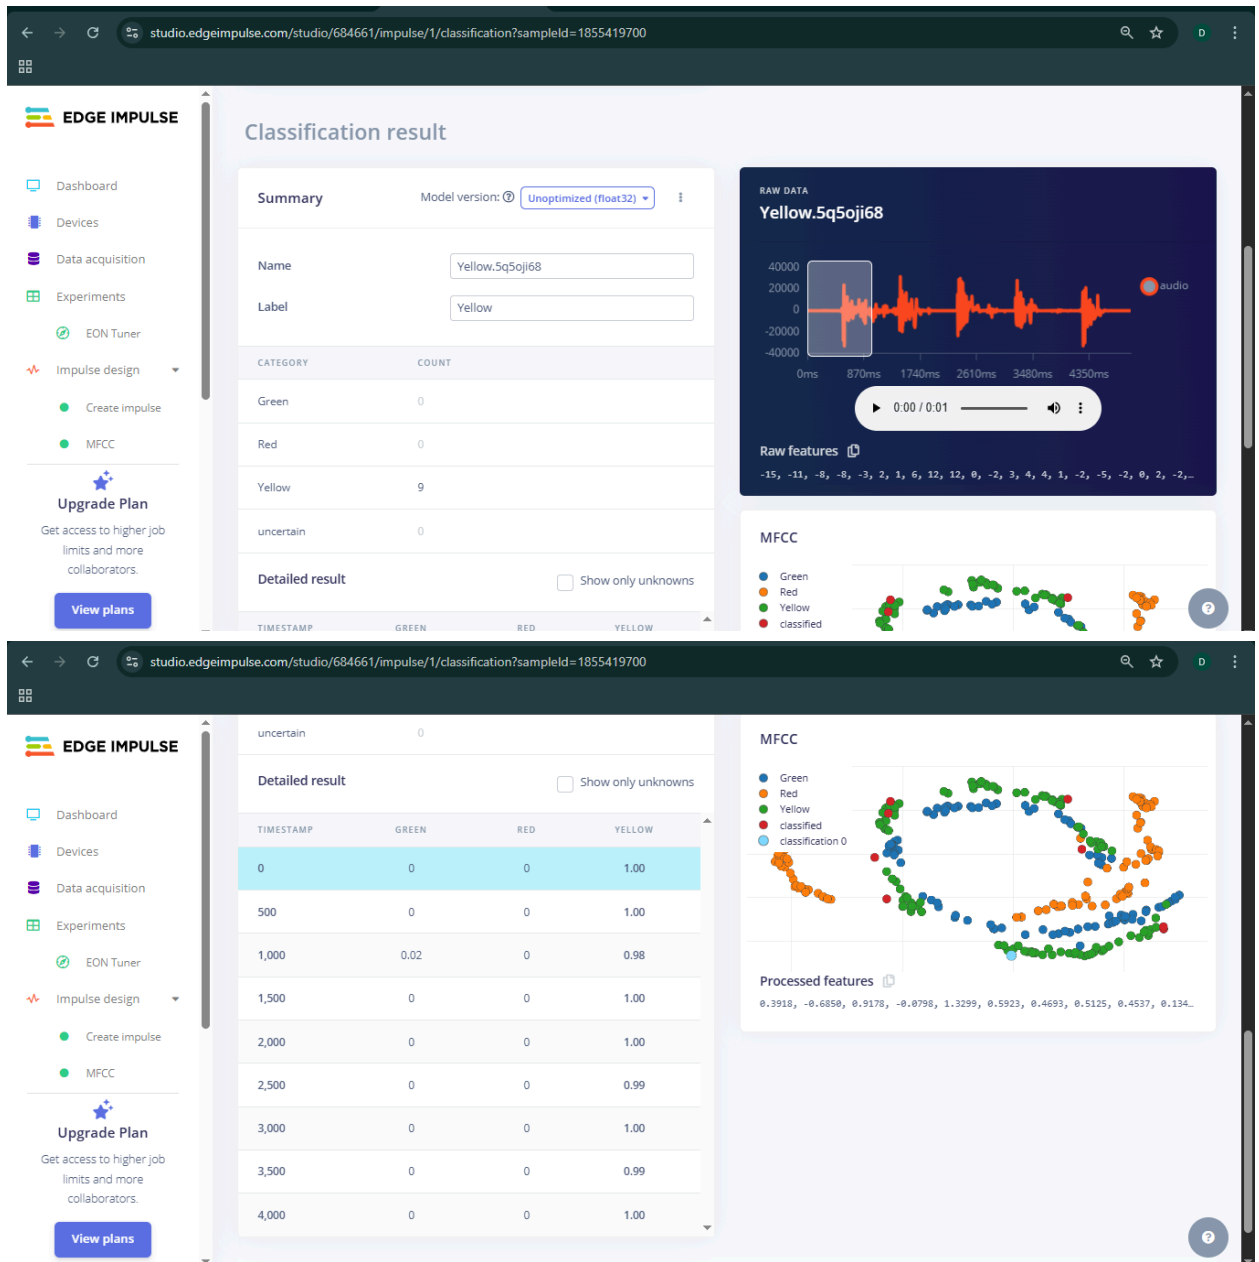 studio.edgeimpulse.com/studio/684661/impulse/1/classification?sampleId=1855419700
D
EDGE IMPULSE
Dashboard
Devices
Data acquisition
Experiments
EON Tuner
Impulse design
Create impulse
MFCC
Upgrade Plan
Get access to higher job
limits and more
collaborators.
View plans
Classification result
Summary
Model version: ? Unoptimized (float32)
Name
Yellow.5q5oji68
Label
Yellow
CATEGORY COUNT
Green 0
Red 0
Yellow 9
uncertain 0
Detailed result
Show only unknowns
TIMESTAMP GREEN RED YELLOW
RAW DATA
Yellow.5q5oji68
40000
20000
0
-20000
-40000
0ms 870ms 1740ms 2610ms 3480ms 4350ms
audio
0:00 / 0:01
Raw features
-15, -11, -8, -8, -3, 2, 1, 6, 12, 12, 0, -2, 3, 4, 4, 1, -2, -5, -2, 0, 2, -2,…
MFCC
Green
Red
Yellow
classified
?
studio.edgeimpulse.com/studio/684661/impulse/1/classification?sampleId=1855419700
D
EDGE IMPULSE
Dashboard
Devices
Data acquisition
Experiments
EON Tuner
Impulse design
Create impulse
MFCC
Upgrade Plan
Get access to higher job
limits and more
collaborators.
View plans
uncertain 0
Detailed result
Show only unknowns
TIMESTAMP GREEN RED YELLOW
0 0 0 1.00
500 0 0 1.00
1,000 0.02 0 0.98
1,500 0 0 1.00
2,000 0 0 1.00
2,500 0 0 0.99
3,000 0 0 1.00
3,500 0 0 0.99
4,000 0 0 1.00
MFCC
Green
Red
Yellow
classified
classification 0
Processed features
0.3918, -0.6850, 0.9178, -0.0798, 1.3299, 0.5923, 0.4693, 0.5125, 0.4537, 0.134…
?